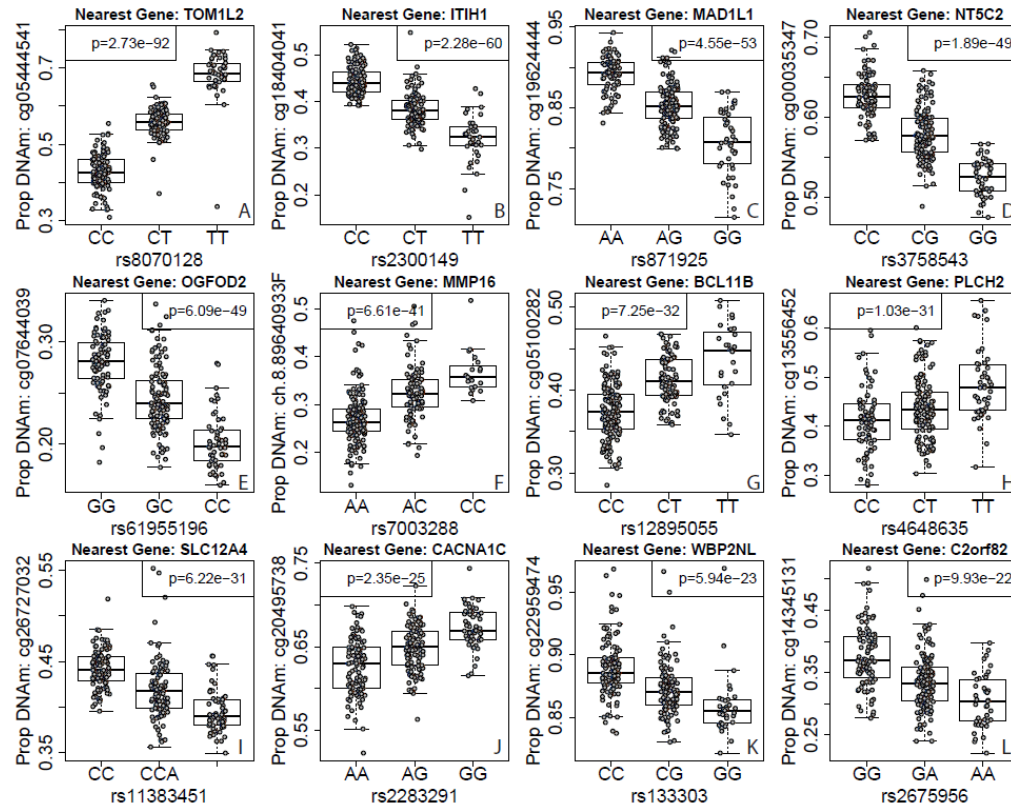 Nearest Gene: TOM1L2
p=2.73e−92
Prop DNAm: cg05444541
0.3
0.5
0.7
A
CC
CT
TT
rs8070128
Nearest Gene: ITIH1
p=2.28e−60
Prop DNAm: cg18404041
0.2
0.3
0.4
0.5
B
CC
CT
TT
rs2300149
Nearest Gene: MAD1L1
p=4.55e−53
Prop DNAm: cg19624444
0.75
0.85
0.95
C
AA
AG
GG
rs871925
Nearest Gene: NT5C2
p=1.89e−49
Prop DNAm: cg00035347
0.50
0.60
0.70
D
CC
CG
GG
rs3758543
Nearest Gene: OGFOD2
p=6.09e−49
Prop DNAm: cg07644039
0.20
0.30
E
GG
GC
CC
rs61955196
Nearest Gene: MMP16
p=6.61e−41
Prop DNAm: ch.8.89640933F
0.2
0.3
0.4
0.5
F
AA
AC
CC
rs7003288
Nearest Gene: BCL11B
p=7.25e−32
Prop DNAm: cg05100282
0.30
0.40
0.50
G
CC
CT
TT
rs12895055
Nearest Gene: PLCH2
p=1.03e−31
Prop DNAm: cg13556452
0.3
0.4
0.5
0.6
H
CC
CT
TT
rs4648635
Nearest Gene: SLC12A4
p=6.22e−31
Prop DNAm: cg26727032
0.35
0.45
0.55
I
CC
CCA
rs11383451
Nearest Gene: CACNA1C
p=2.35e−25
Prop DNAm: cg20495738
0.55
0.65
0.75
J
AA
AG
GG
rs2283291
Nearest Gene: WBP2NL
p=5.94e−23
Prop DNAm: cg22959474
0.85
0.90
0.95
K
CC
CG
GG
rs133303
Nearest Gene: C2orf82
p=9.93e−22
Prop DNAm: cg14345131
0.25
0.35
0.45
L
GG
GA
AA
rs2675956